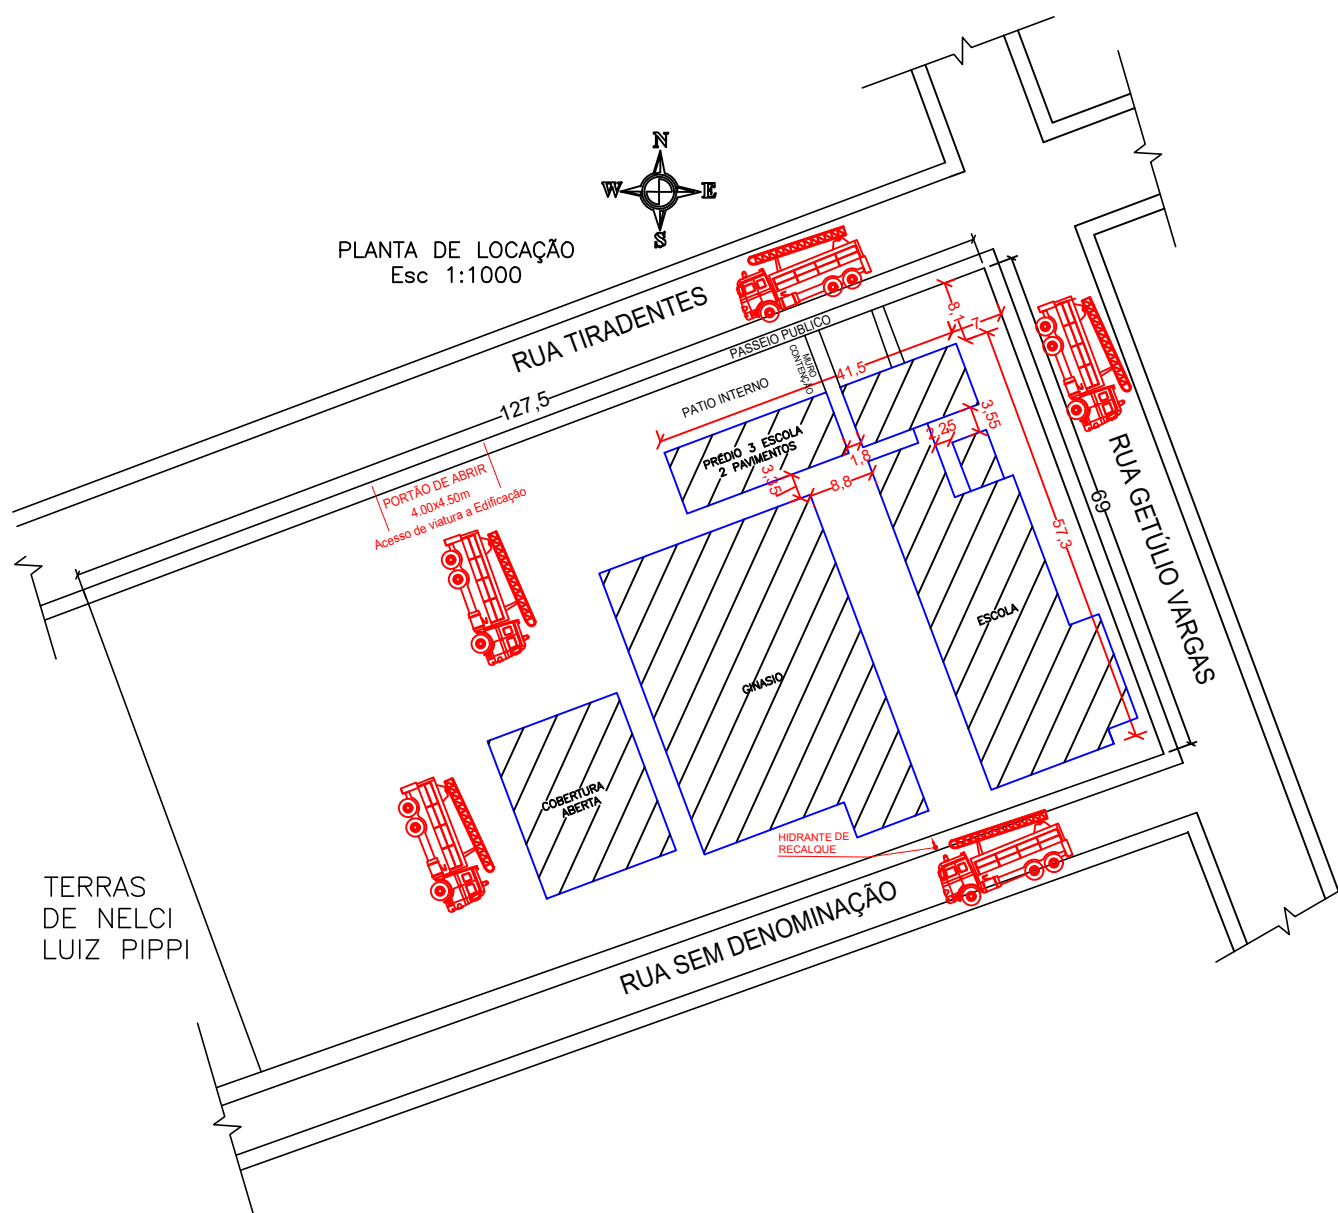 N
W
E
S
PLANTA DE LOCAÇÃO
Esc 1:1000
RUA TIRADENTES
PASSEIO PUBLICO
127,5
8,1
7
MURO
CONTENÇÃO
41,5
PATIO INTERNO
PRÉDIO 3 ESCOLA
2 PAVIMENTOS
3,55
2,25
1,8
3,35
8,8
PORTÃO DE ABRIR
4.00x4.50m
Acesso de viatura a Edificação
69
57,3
RUA GETÚLIO VARGAS
ESCOLA
GINASIO
COBERTURA
ABERTA
HIDRANTE DE
RECALQUE
TERRAS
DE NELCI
LUIZ PIPPI
RUA SEM DENOMINAÇÃO